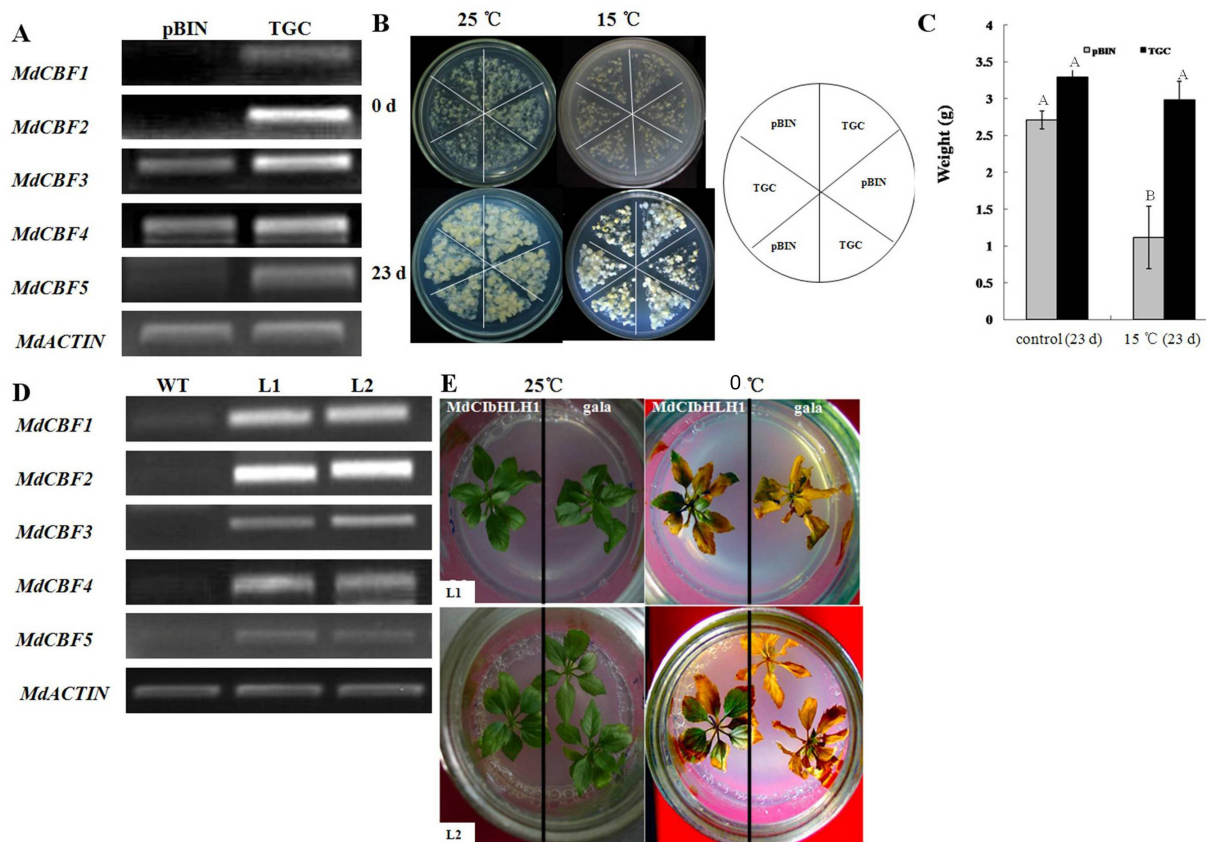 A
pBIN TGC
MdCBF1
MdCBF2
MdCBF3
MdCBF4
MdCBF5
MdACTIN
B
25 ℃ 15 ℃
0 d
23 d
pBIN TGC
TGC pBIN
pBIN TGC
C
pBIN TGC
Weight (g)
4
3.5
3
2.5
2
1.5
1
0.5
0
A A
B A
control (23 d) 15 ℃ (23 d)
D
WT L1 L2
MdCBF1
MdCBF2
MdCBF3
MdCBF4
MdCBF5
MdACTIN
E
25℃ 0 ℃
MdCIbHLH1 gala MdCIbHLH1 gala
L1
L2